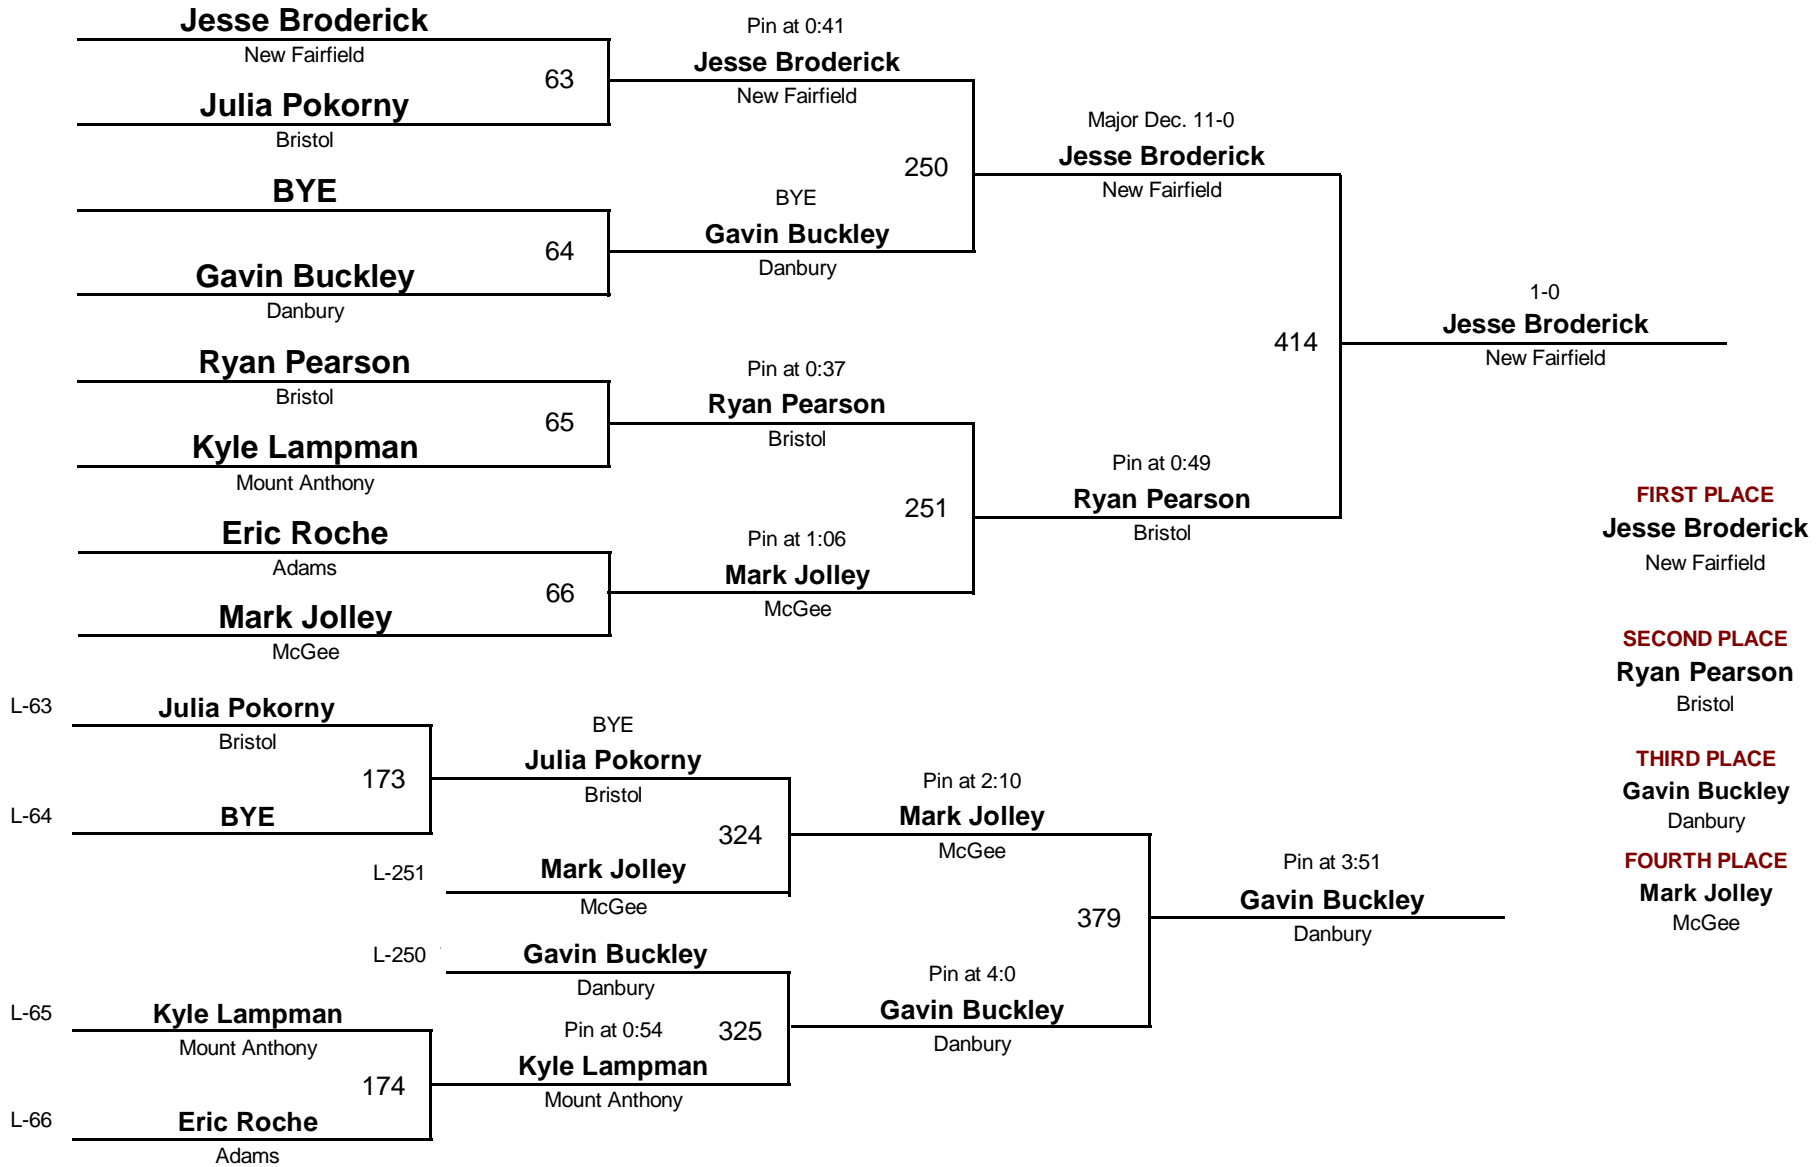 Jesse Broderick
New Fairfield
63
Julia Pokorny
Bristol
BYE
64
Gavin Buckley
Danbury
Ryan Pearson
Bristol
65
Kyle Lampman
Mount Anthony
Eric Roche
Adams
66
Mark Jolley
McGee
Pin at 0:41
Jesse Broderick
New Fairfield
250
BYE
Gavin Buckley
Danbury
Pin at 0:37
Ryan Pearson
Bristol
251
Pin at 1:06
Mark Jolley
McGee
Major Dec. 11-0
Jesse Broderick
New Fairfield
414
Pin at 0:49
Ryan Pearson
Bristol
1-0
Jesse Broderick
New Fairfield
FIRST PLACE
Jesse Broderick
New Fairfield
SECOND PLACE
Ryan Pearson
Bristol
THIRD PLACE
Gavin Buckley
Danbury
FOURTH PLACE
Mark Jolley
McGee
L-63
Julia Pokorny
Bristol
173
L-64
BYE
L-65
Kyle Lampman
Mount Anthony
174
L-66
Eric Roche
Adams
BYE
Julia Pokorny
Bristol
324
L-251
Mark Jolley
McGee
L-250
Gavin Buckley
Danbury
325
Pin at 0:54
Kyle Lampman
Mount Anthony
Pin at 2:10
Mark Jolley
McGee
379
Pin at 4:0
Gavin Buckley
Danbury
Pin at 3:51
Gavin Buckley
Danbury